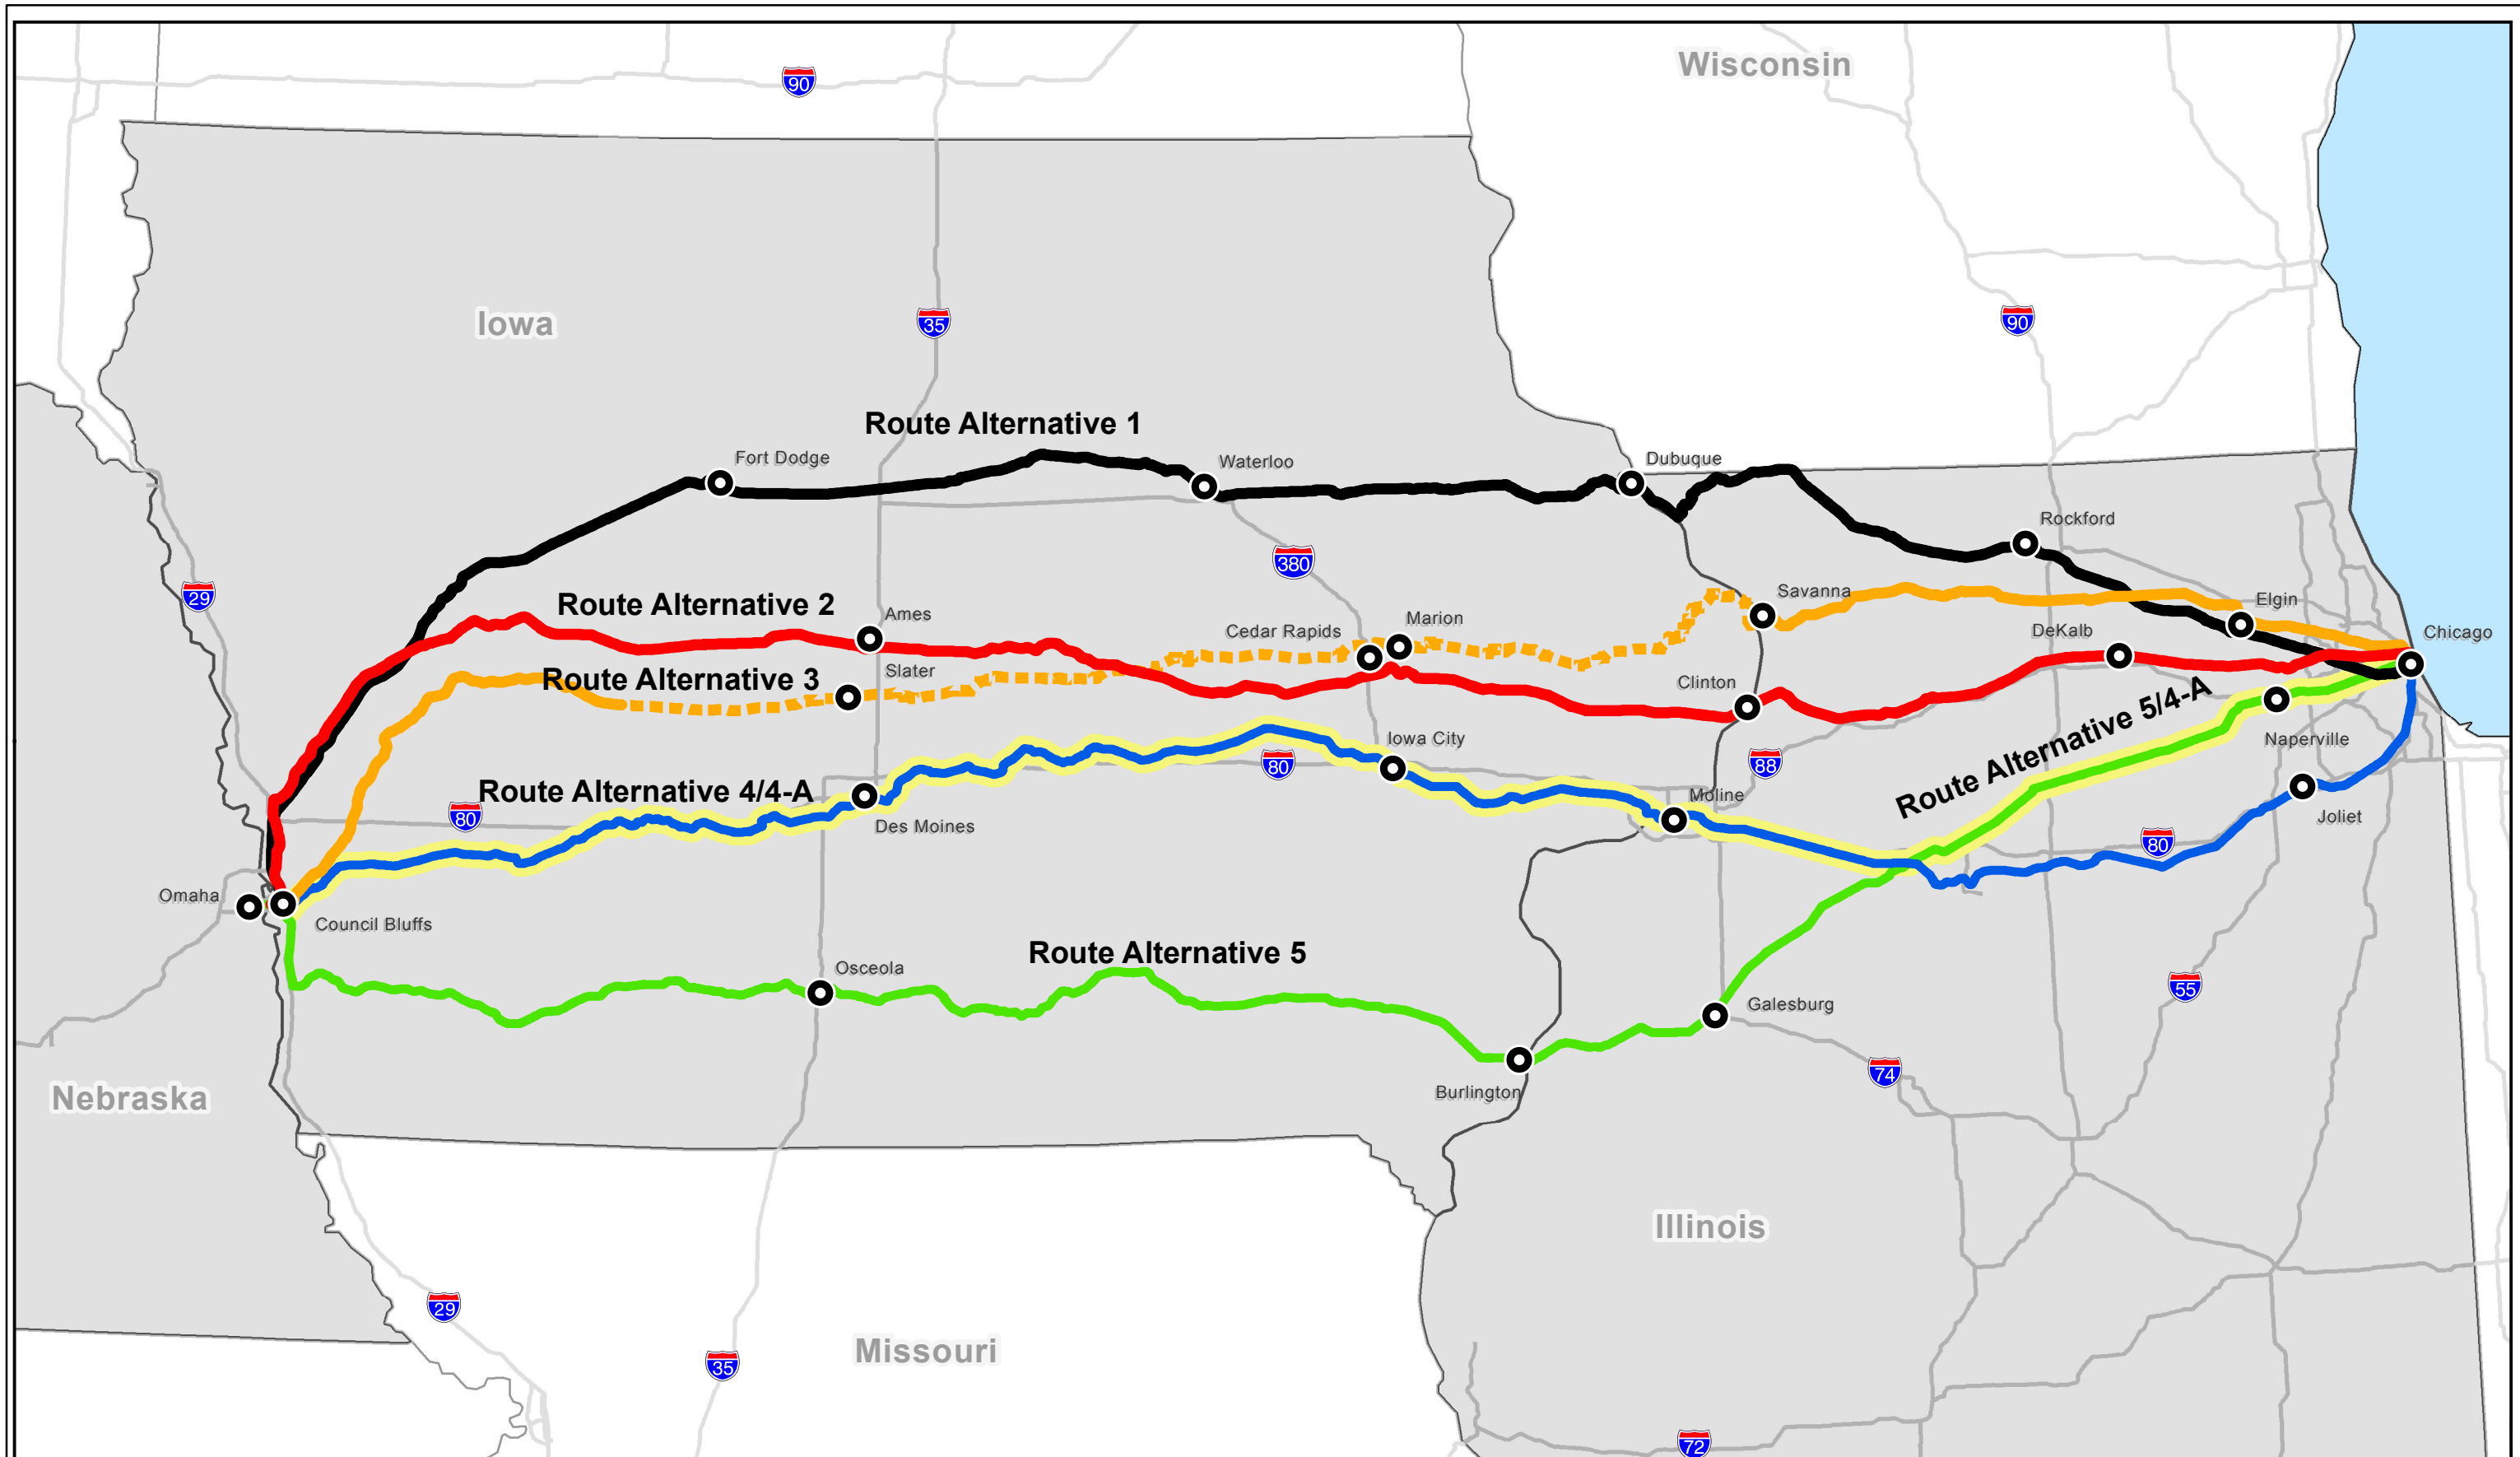 Wisconsin
90
Iowa
35
90
Route Alternative 1
Fort Dodge
Waterloo
Dubuque
Rockford
380
29
Route Alternative 2
Ames
Savanna
Elgin
Cedar Rapids
Marion
DeKalb
Chicago
Route Alternative 3
Slater
Clinton
Route Alternative 5/4-A
Iowa City
Naperville
80
88
Route Alternative 4/4-A
Moline
80
Des Moines
Joliet
80
Omaha
Council Bluffs
Route Alternative 5
Osceola
55
Galesburg
74
Burlington
Nebraska
Illinois
29
Missouri
35
72